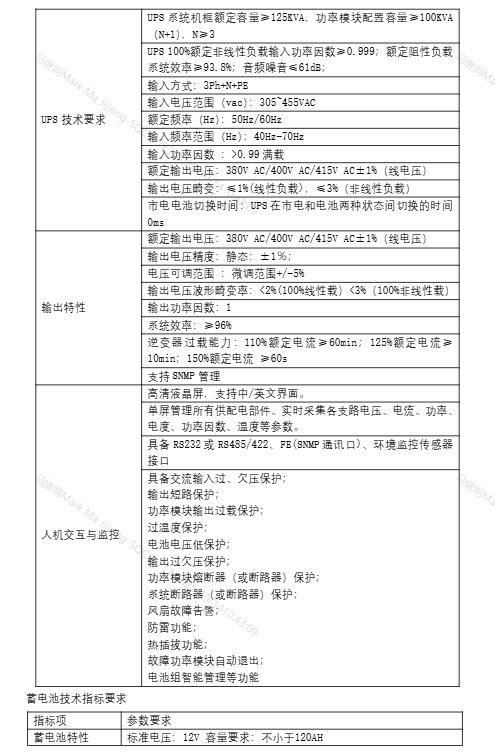 UPS 系统机框额定容量≥125KVA，功率模块配置容量≥100KVA
（N+1），N≥3
UPS 100%额定非线性负载输入功率因数≥0.999；额定阻性负载
系统效率≥93.8%；音频噪音≤61dB；
输入方式：3Ph+N+PE
输入电压范围（vac）：305~455VAC
UPS 技术要求
额定频率（Hz）：50Hz/60Hz
输入频率范围（Hz）：40Hz-70Hz
输入功率因数 ：>0.99 满载
额定输出电压：380V AC/400V AC/415V AC±1%（线电压）
输出电压畸变：≤1%(线性负载)，≤3%（非线性负载）
市电电池切换时间：UPS 在市电和电池两种状态间切换的时间
0ms
额定输出电压：380V AC/400V AC/415V AC±1%（线电压）
输出电压精度：静态：±1%；
电压可调范围 ：微调范围+/-5%
输出电压波形畸变率：<2%(100%线性载）<3%（100%非线性载）
输出特性
输出功率因数：1
系统效率：≥96%
逆变器过载能力：110%额定电流≥60min；125%额定电流≥
10min；150%额定电流 ≥60s
支持 SNMP 管理
高清液晶屏，支持中/英文界面。
单屏管理所有供配电部件、实时采集各支路电压、电流、功率、
电度、功率因数、温度等参数。
具备 RS232 或 RS485/422、FE(SNMP 通讯口)、环境监控传感器
接口
具备交流输入过、欠压保护；
输出短路保护；
功率模块输出过载保护；
过温度保护；
人机交互与监控
电池电压低保护；
输出过欠压保护；
功率模块熔断器（或断路器）保护；
系统断路器（或断路器）保护；
风扇故障告警；
防雷功能；
热插拔功能；
故障功率模块自动退出；
电池组智能管理等功能
蓄电池技术指标要求
指标项 参数要求
蓄电池特性 标准电压：12V 容量要求：不小于120AH